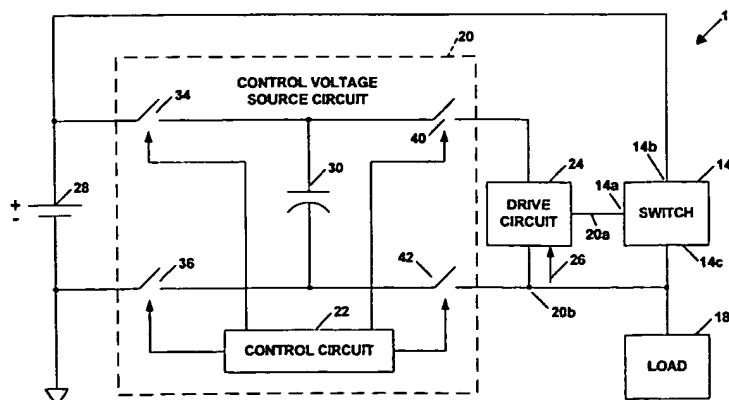 1
20
CONTROL VOLTAGE
SOURCE CIRCUIT
34
40
30
28
+
-
24
14b
14
14a
DRIVE
CIRCUIT
SWITCH
20a
14c
36
42
26
20b
22
CONTROL CIRCUIT
18
LOAD